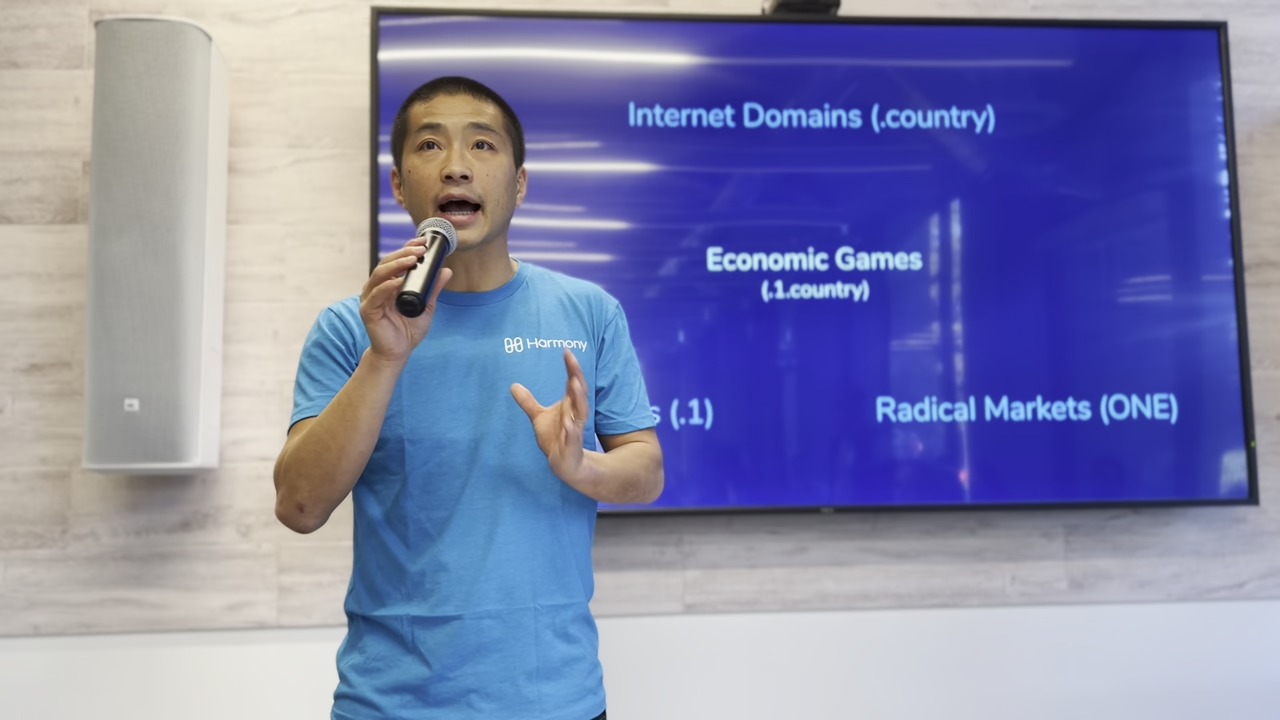 Internet Domains (.country)
Economic Games
(.1.country)
Harmony
s (.1)
Radical Markets (ONE)